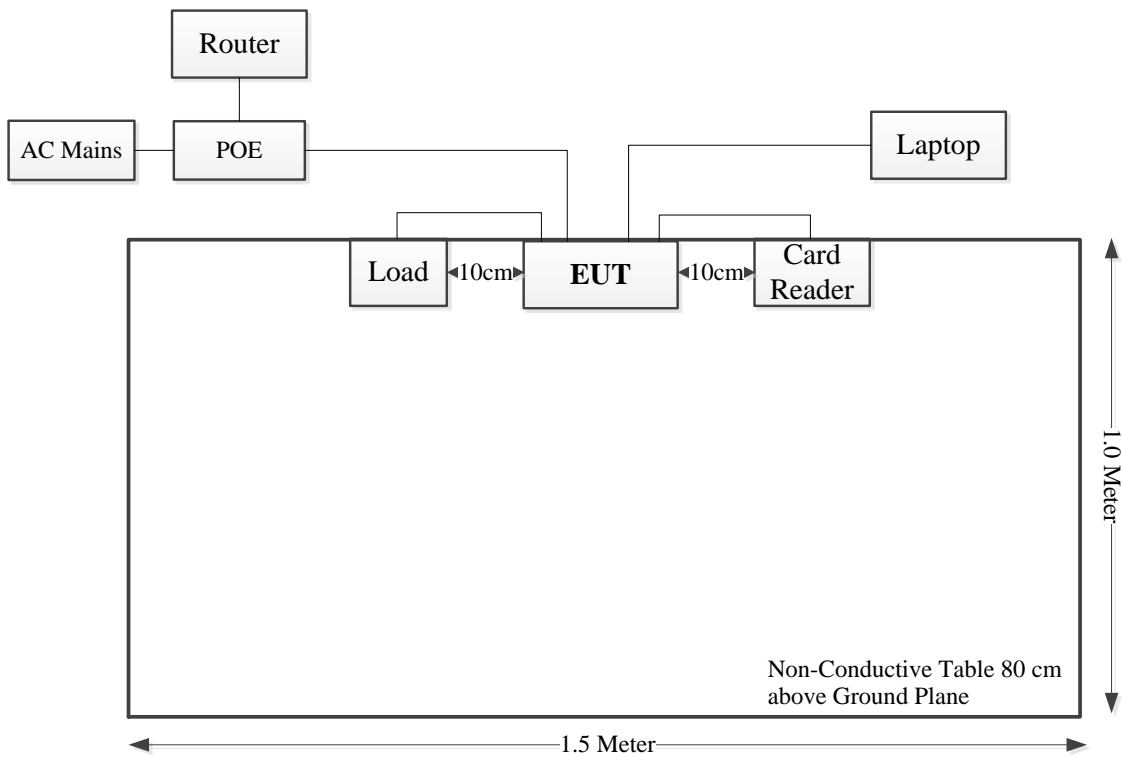 Router
AC Mains
POE
Laptop
Load
10cm
EUT
10cm
Card
Reader
1.0 Meter
Non-Conductive Table 80 cm
above Ground Plane
1.5 Meter